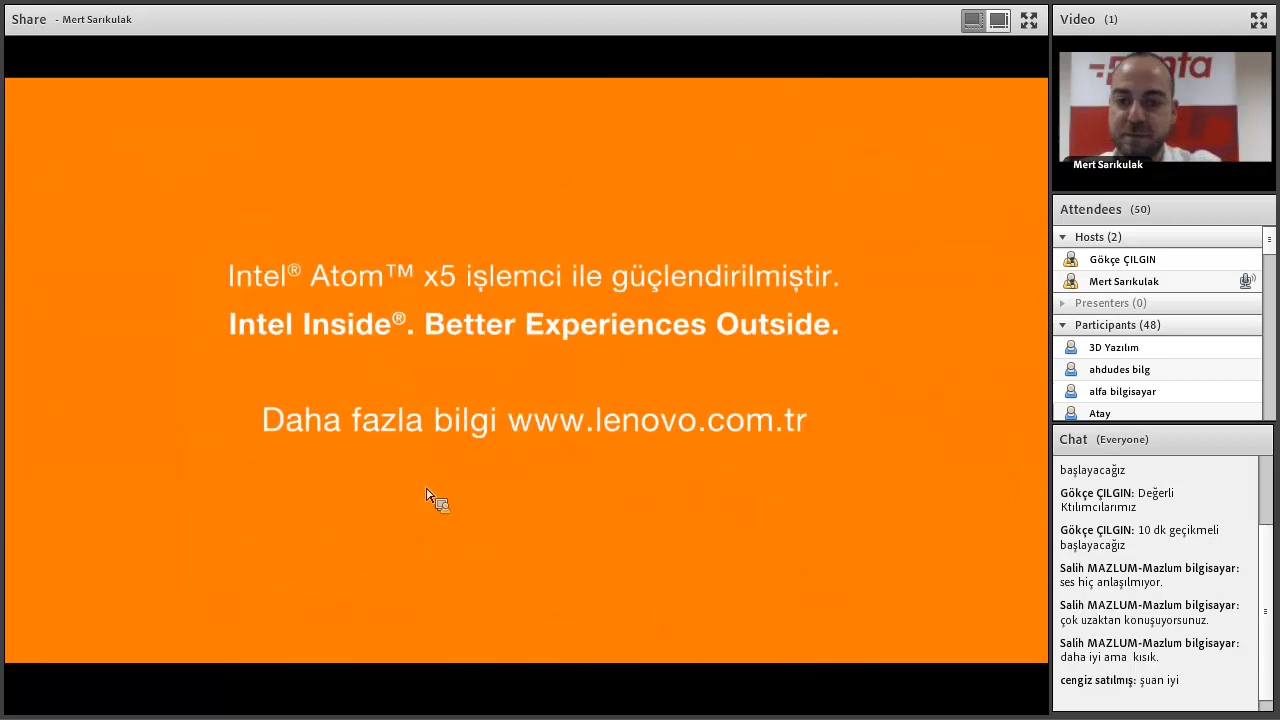 Share - Mert Sarıkulak
Intel® Atom™ x5 işlemci ile güçlendirilmiştir.
Intel Inside®. Better Experiences Outside.
Daha fazla bilgi www.lenovo.com.tr
Video (1)
Mert Sarıkulak
Attendees (50)
Hosts (2)
Gökçe ÇILGIN
Mert Sarıkulak
Presenters (0)
Participants (48)
3D Yazılım
ahdudes bilg
alfa bilgisayar
Atay
Chat (Everyone)
başlayacağız
Gökçe ÇILGIN: Değerli
Ktılımcılarımız
Gökçe ÇILGIN: 10 dk geçikmeli
başlayacağız
Salih MAZLUM-Mazlum bilgisayar:
ses hiç anlaşılmıyor.
Salih MAZLUM-Mazlum bilgisayar:
çok uzaktan konuşuyorsunuz.
Salih MAZLUM-Mazlum bilgisayar:
daha iyi ama kısık.
cengiz satılmış: şuan iyi